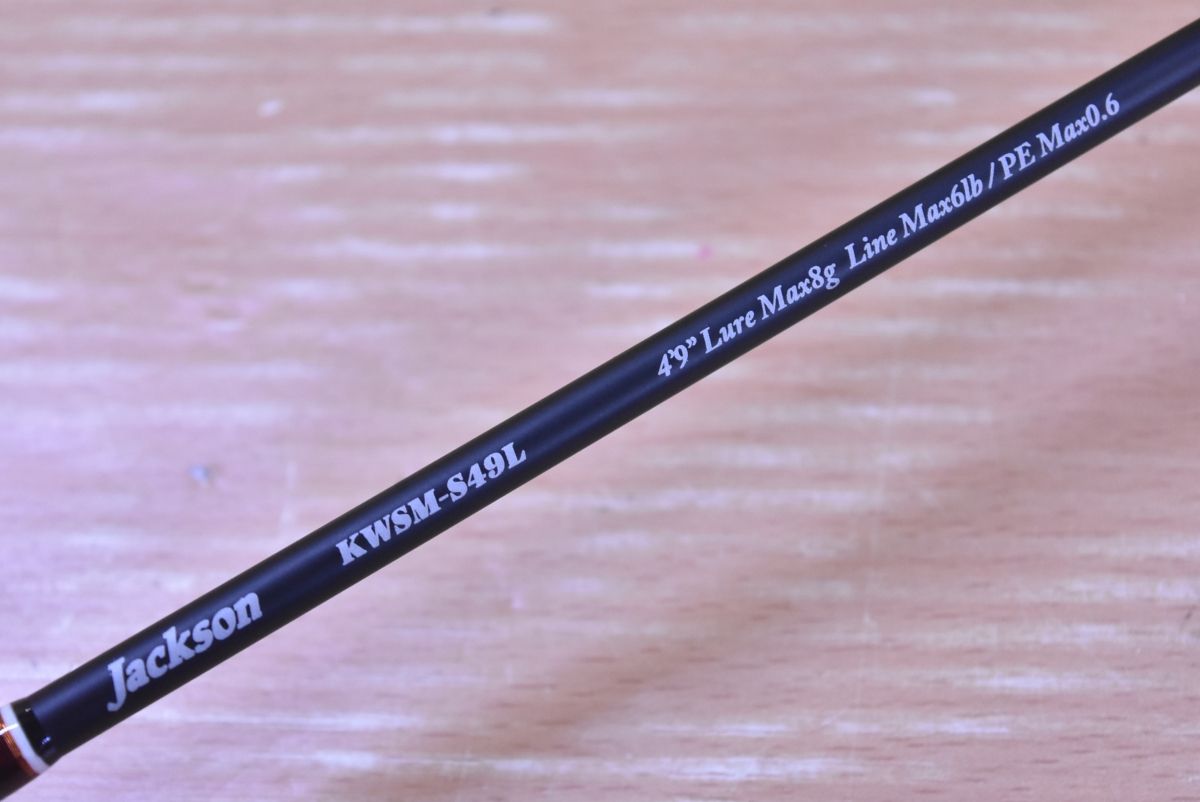 Jackson KWSM-S49L 4'9” Lure Max8g Line Max6lb / PE Max0.6